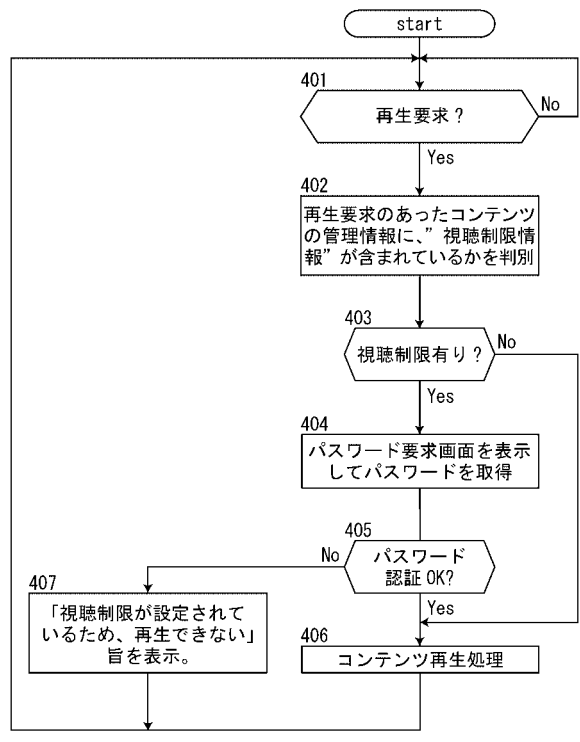 start
401
再生要求?
No
Yes
402
再生要求のあったコンテンツ
の管理情報に、”視聴制限情
報”が含まれているかを判別
403
視聴制限有り?
No
Yes
404
パスワード要求画面を表示
してパスワードを取得
405
パスワード
認証OK?
No
Yes
407
「視聴制限が設定されて
いるため、再生できない」
旨を表示。
406
コンテンツ再生処理